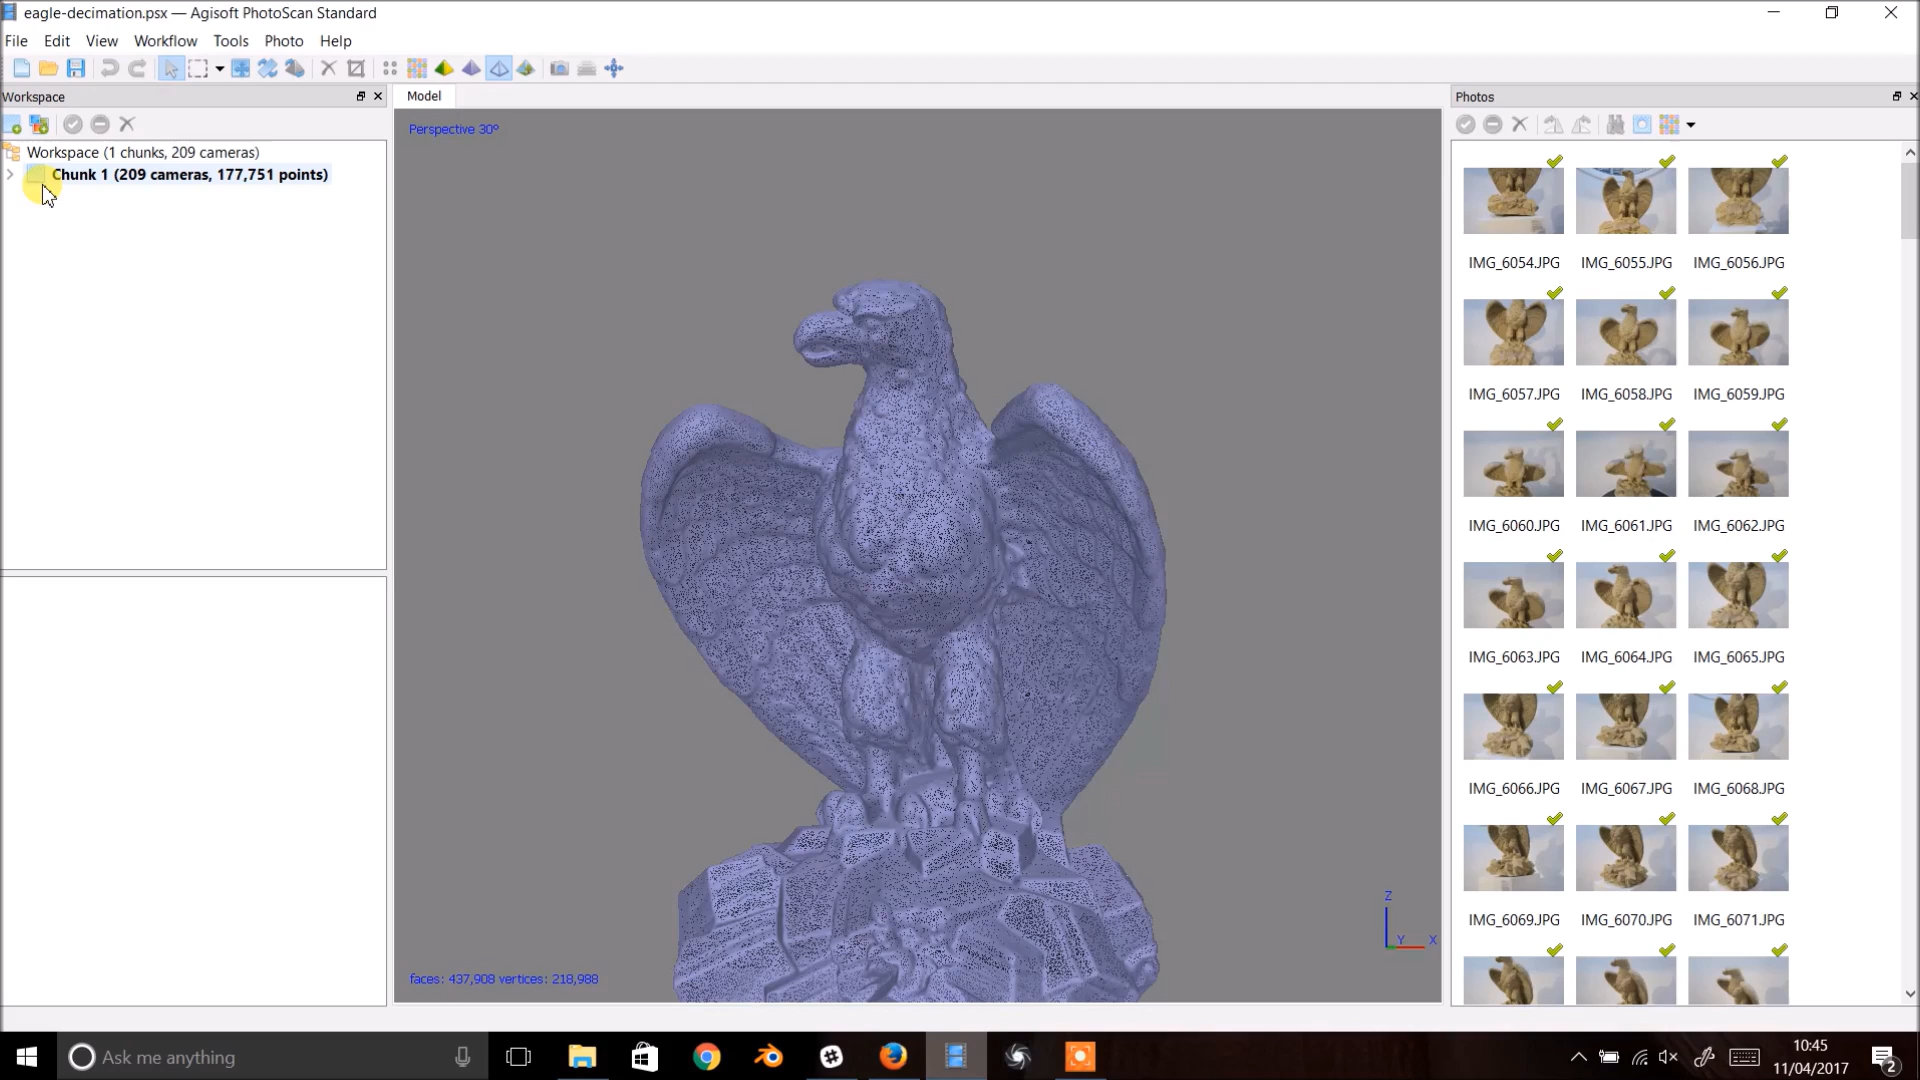 eagle-decimation.psx — Agisoft PhotoScan Standard
File Edit View Workflow Tools Photo Help
Workspace
Model
Photos
Perspective 30°
Workspace (1 chunks, 209 cameras)
Chunk 1 (209 cameras, 177,751 points)
IMG_6054.JPG IMG_6055.JPG IMG_6056.JPG
IMG_6057.JPG IMG_6058.JPG IMG_6059.JPG
IMG_6060.JPG IMG_6061.JPG IMG_6062.JPG
IMG_6063.JPG IMG_6064.JPG IMG_6065.JPG
IMG_6066.JPG IMG_6067.JPG IMG_6068.JPG
IMG_6069.JPG IMG_6070.JPG IMG_6071.JPG
Z
Y X
faces: 437,908 vertices: 218,988
Ask me anything
10:45
11/04/2017
2